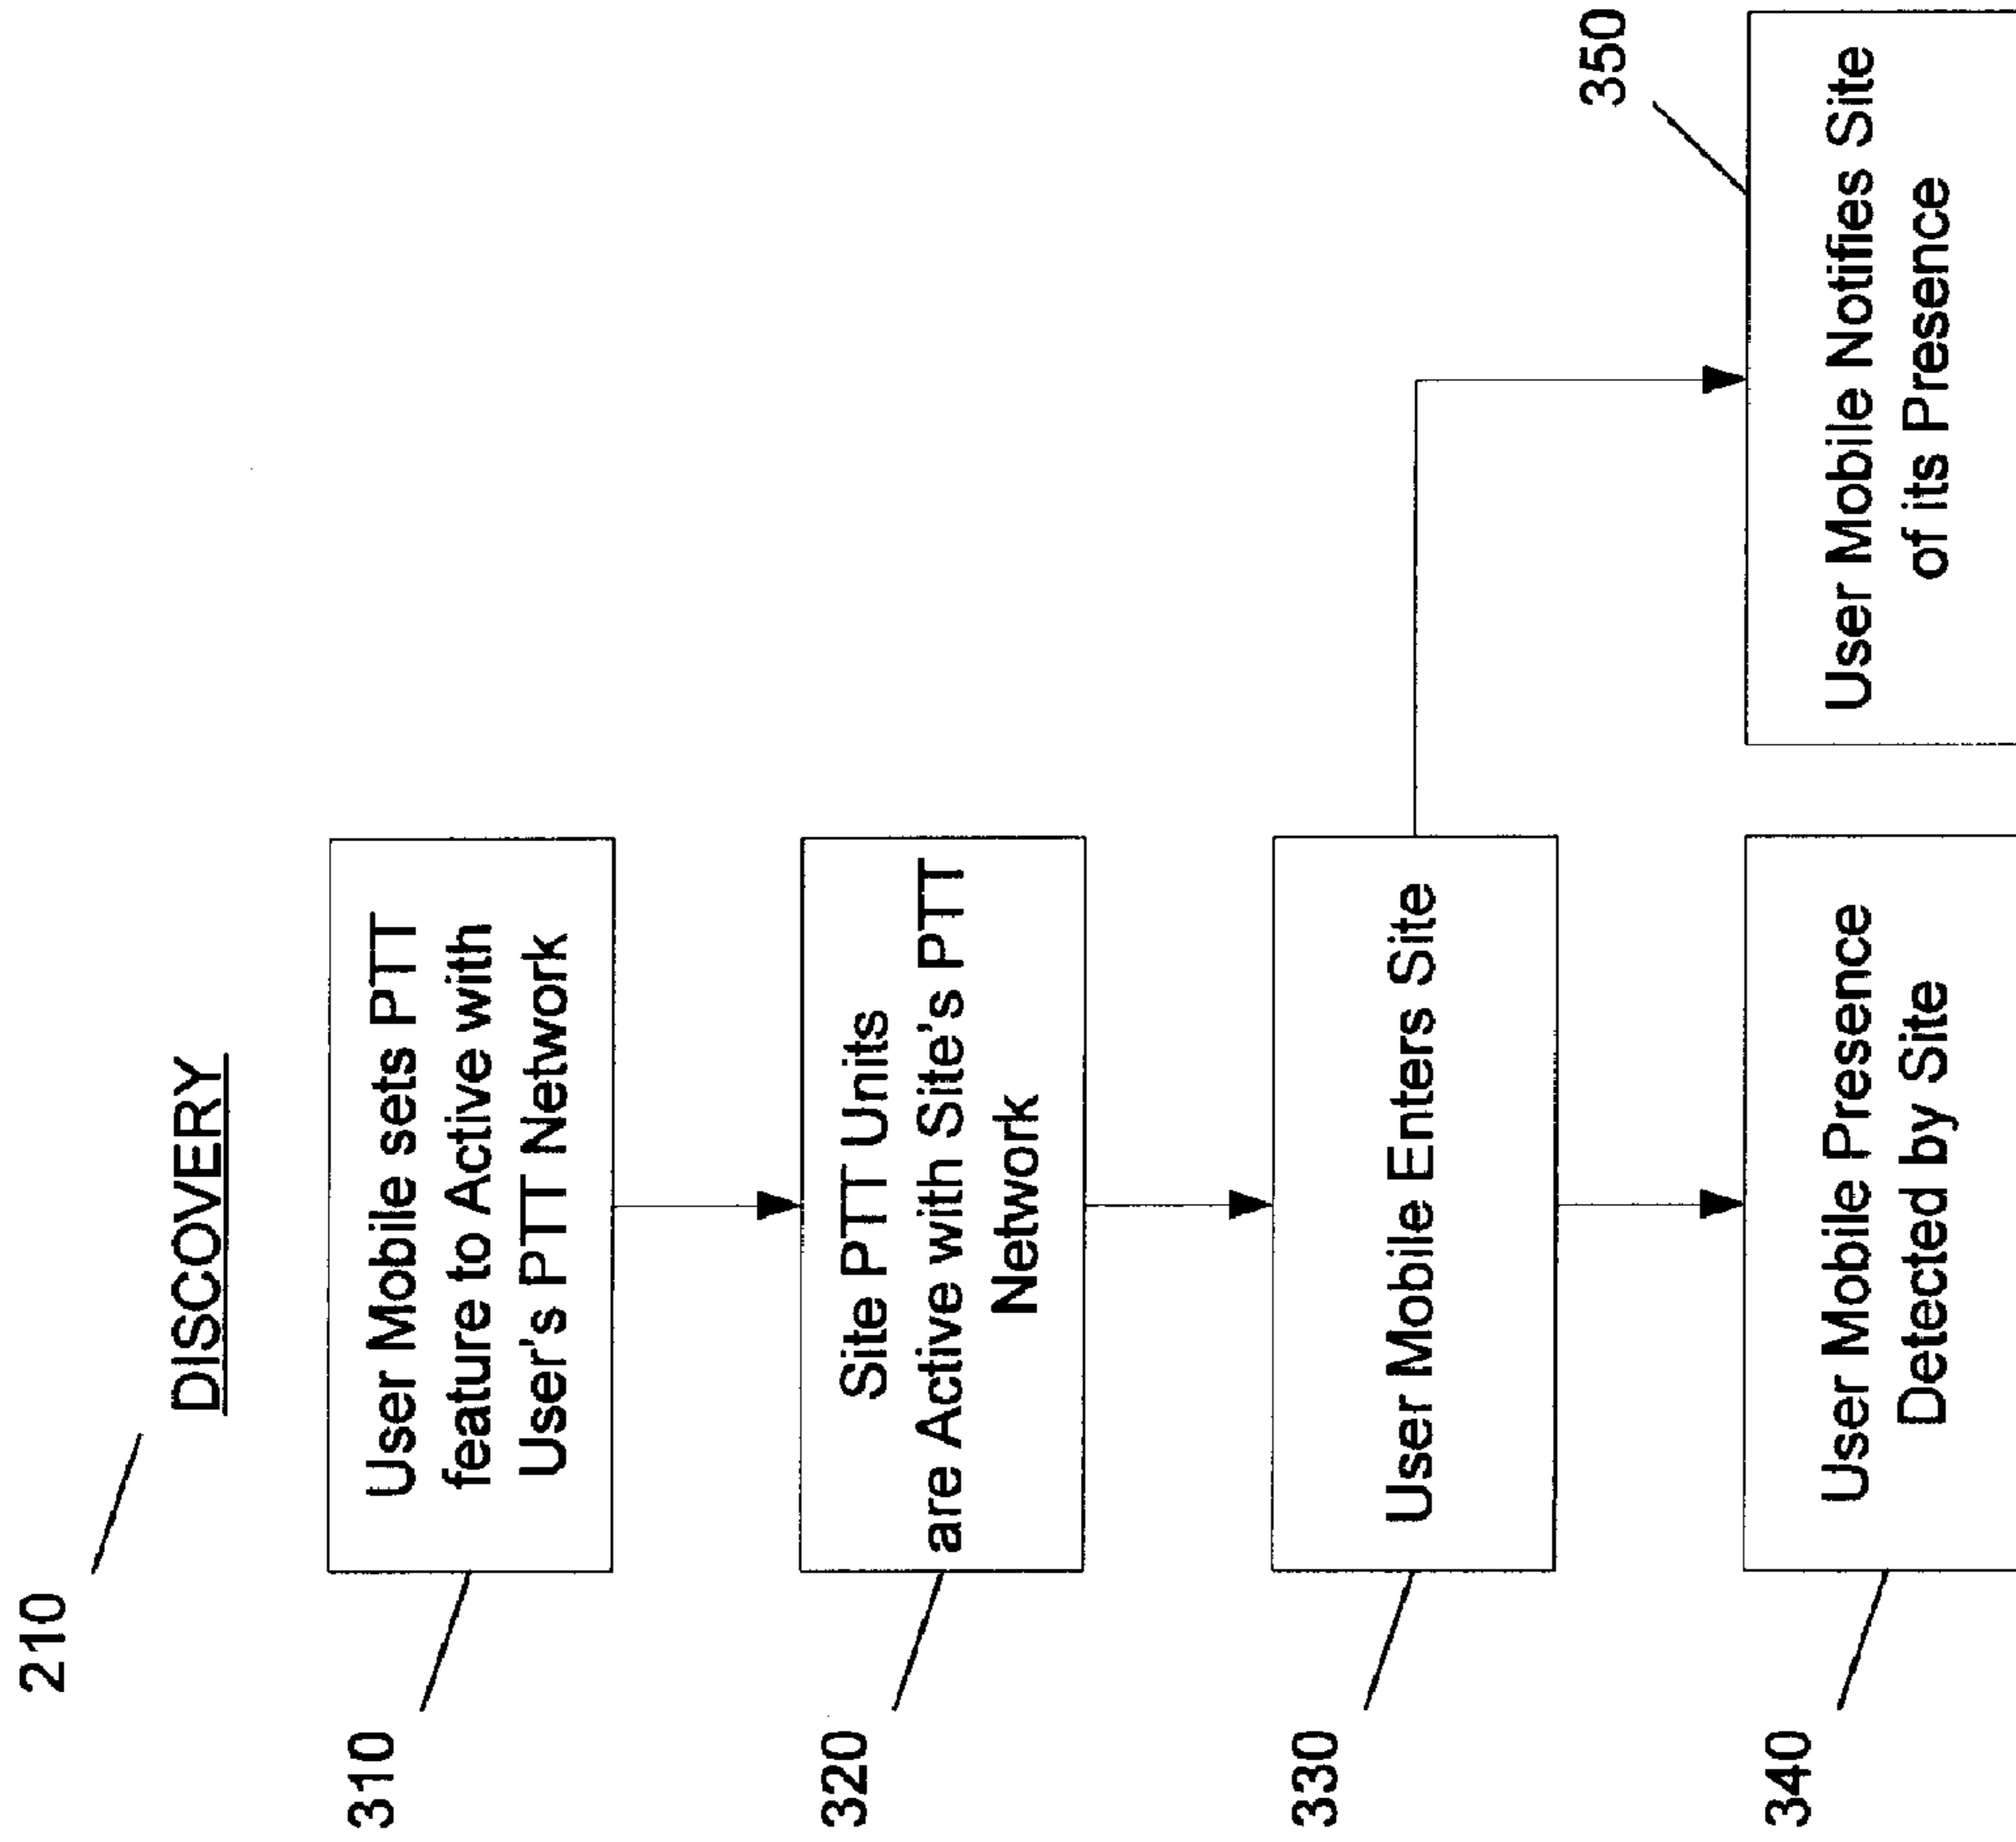 210
DISCOVERY
310
User Mobile sets PTT
feature to Active with
User's PTT Network
320
Site PTT Units
are Active with Site's PTT
Network
330
User Mobile Enters Site
340
User Mobile Presence
Detected by Site
350
User Mobile Notifies Site
of its Presence